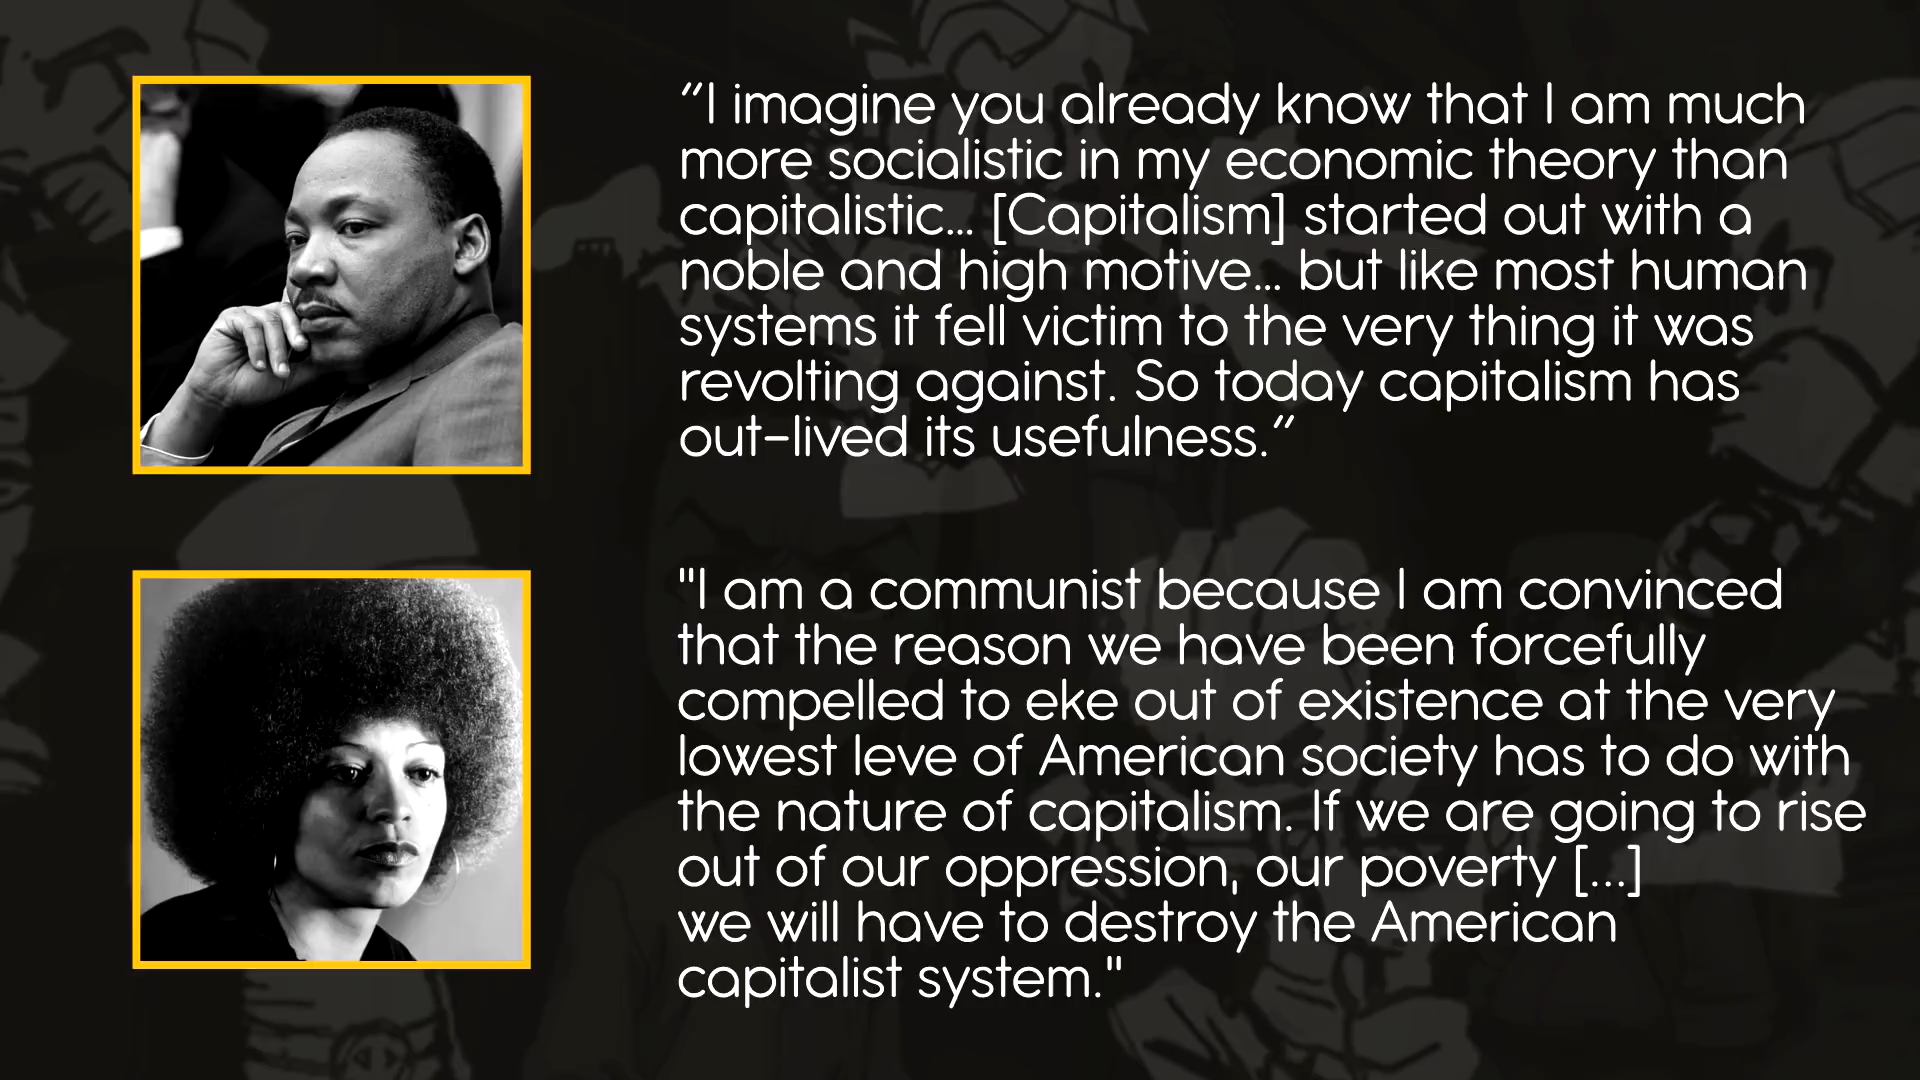 “I imagine you already know that I am much
more socialistic in my economic theory than
capitalistic... [Capitalism] started out with a
noble and high motive... but like most human
systems it fell victim to the very thing it was
revolting against. So today capitalism has
out-lived its usefulness.”
"I am a communist because I am convinced
that the reason we have been forcefully
compelled to eke out of existence at the very
lowest leve of American society has to do with
the nature of capitalism. If we are going to rise
out of our oppression, our poverty [...]
we will have to destroy the American
capitalist system."